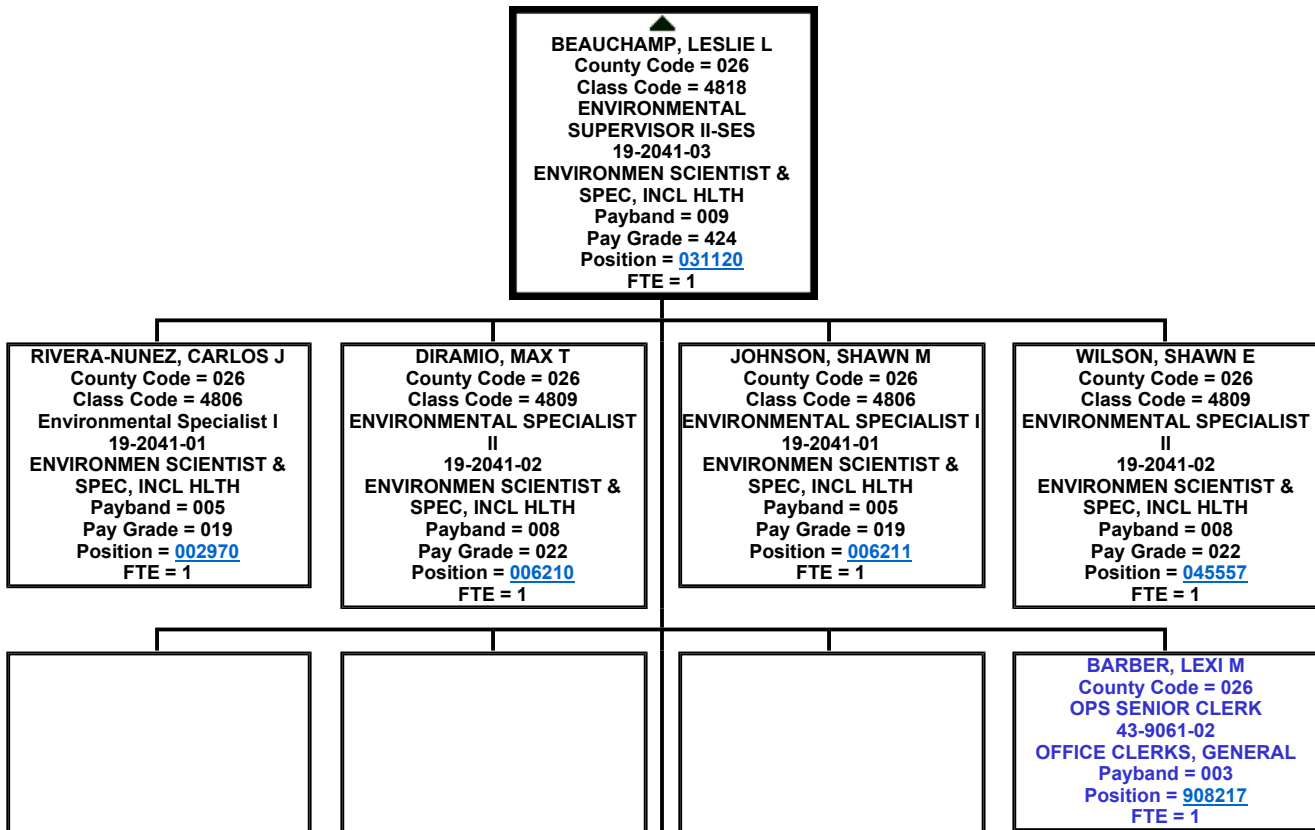 BEAUCHAMP, LESLIE L
County Code = 026
Class Code = 4818
ENVIRONMENTAL
SUPERVISOR II-SES
19-2041-03
ENVIRONMEN SCIENTIST &
SPEC, INCL HLTH
Payband = 009
Pay Grade = 424
Position = 031120
FTE = 1
RIVERA-NUNEZ, CARLOS J
County Code = 026
Class Code = 4806
Environmental Specialist I
19-2041-01
ENVIRONMEN SCIENTIST &
SPEC, INCL HLTH
Payband = 005
Pay Grade = 019
Position = 002970
FTE = 1
DIRAMIO, MAX T
County Code = 026
Class Code = 4809
ENVIRONMENTAL SPECIALIST
II
19-2041-02
ENVIRONMEN SCIENTIST &
SPEC, INCL HLTH
Payband = 008
Pay Grade = 022
Position = 006210
FTE = 1
JOHNSON, SHAWN M
County Code = 026
Class Code = 4806
ENVIRONMENTAL SPECIALIST I
19-2041-01
ENVIRONMEN SCIENTIST &
SPEC, INCL HLTH
Payband = 005
Pay Grade = 019
Position = 006211
FTE = 1
WILSON, SHAWN E
County Code = 026
Class Code = 4809
ENVIRONMENTAL SPECIALIST
II
19-2041-02
ENVIRONMEN SCIENTIST &
SPEC, INCL HLTH
Payband = 008
Pay Grade = 022
Position = 045557
FTE = 1
BARBER, LEXI M
County Code = 026
OPS SENIOR CLERK
43-9061-02
OFFICE CLERKS, GENERAL
Payband = 003
Position = 908217
FTE = 1